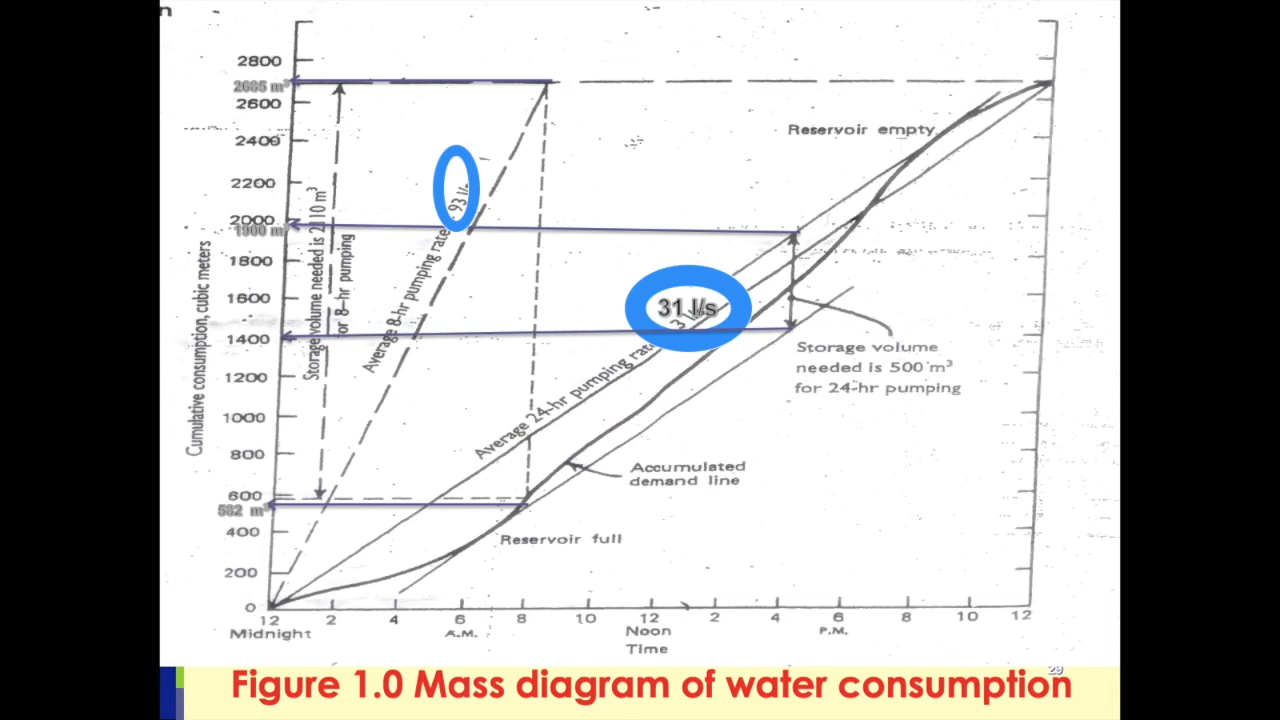 n
2800
2685 m³
2600
2400
2200
2000
1900 m³
1800
1600
1400
1200
1000
800
600
582 m³
400
200
0
Cumulative consumption, cubic meters
Storage volume needed is 2110 m³
for 8-hr pumping
Average 8-hr pumping rate 93 l/s
Average 24-hr pumping rate
31 l/s
Reservoir empty
Storage volume
needed is 500 m³
for 24-hr pumping
Accumulated
demand line
Reservoir full
12 2 4 6 8 10 12 2 4 6 8 10 12
Midnight A.M. Noon P.M.
Time
29
Figure 1.0 Mass diagram of water consumption